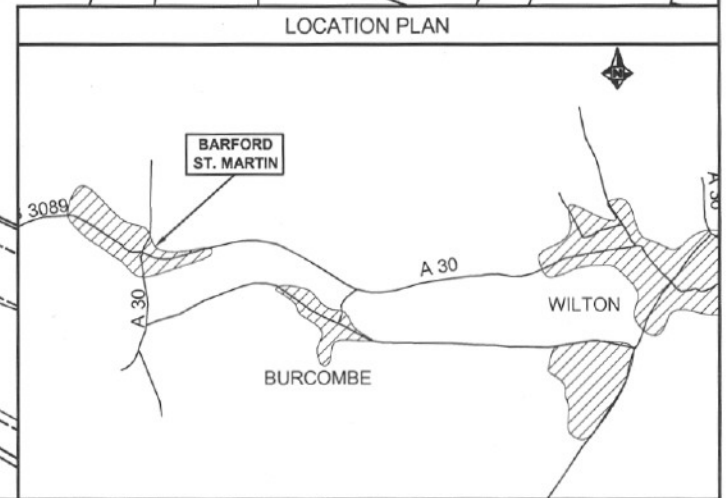 LOCATION PLAN
N
BARFORD
ST. MARTIN
3089
A 30
A 30
A 30
WILTON
BURCOMBE